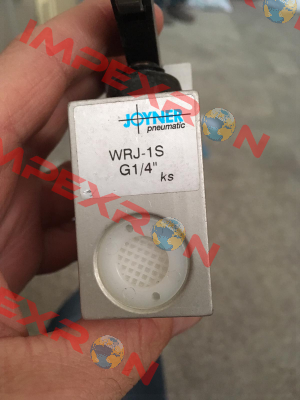 JOYNER
pneumatic
WRJ-1S
G1/4"
ks
IMPEXRON
IMPEXRON
IMPEXRON